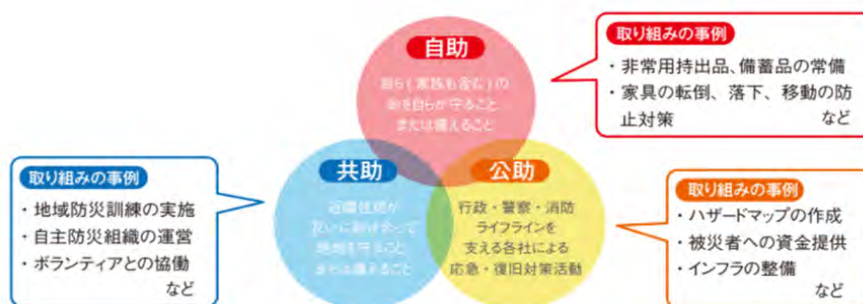 自助
自ら(家族も含む)の
命を自らが守ること
または備えること
取り組みの事例
・非常用持出品、備蓄品の常備
・家具の転倒、落下、移動の防
止対策
など
共助
近隣住民が
互いに助け合って
地域を守ること
または備えること
公助
行政・警察・消防
ライフラインを
支える各社による
応急・復旧対策活動
取り組みの事例
・地域防災訓練の実施
・自主防災組織の運営
・ボランティアとの協働
など
取り組みの事例
・ハザードマップの作成
・被災者への資金提供
・インフラの整備
など